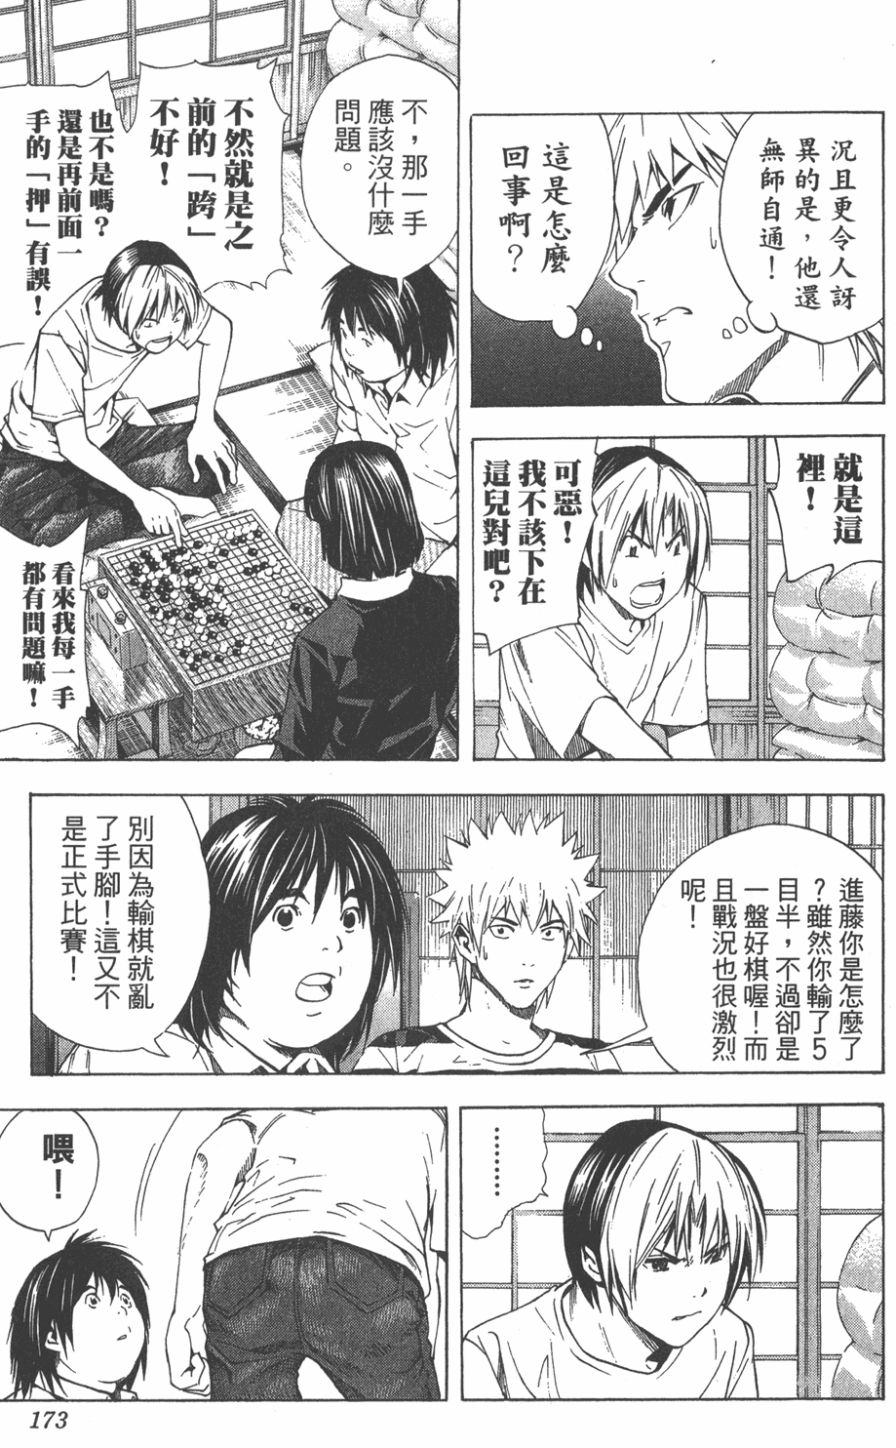 況且更令人訝
異的是，他還
無師自通！
這是怎麼
回事啊？
就是這
裡！
可惡！
我不該下在
這兒對吧？
不，那一手
應該沒什麼
問題。
不然就是之
前的「跨」
不好！
也不是嗎？
還是再前面一
手的「押」有誤！
看來我每一手
都有問題嘛！
進藤你是怎麼了
？雖然你輸了5
目半，不過卻是
一盤好棋喔！而
且戰況也很激烈
呢！
別因為輸棋就亂
了手腳！這又不
是正式比賽！
………
喂！
173